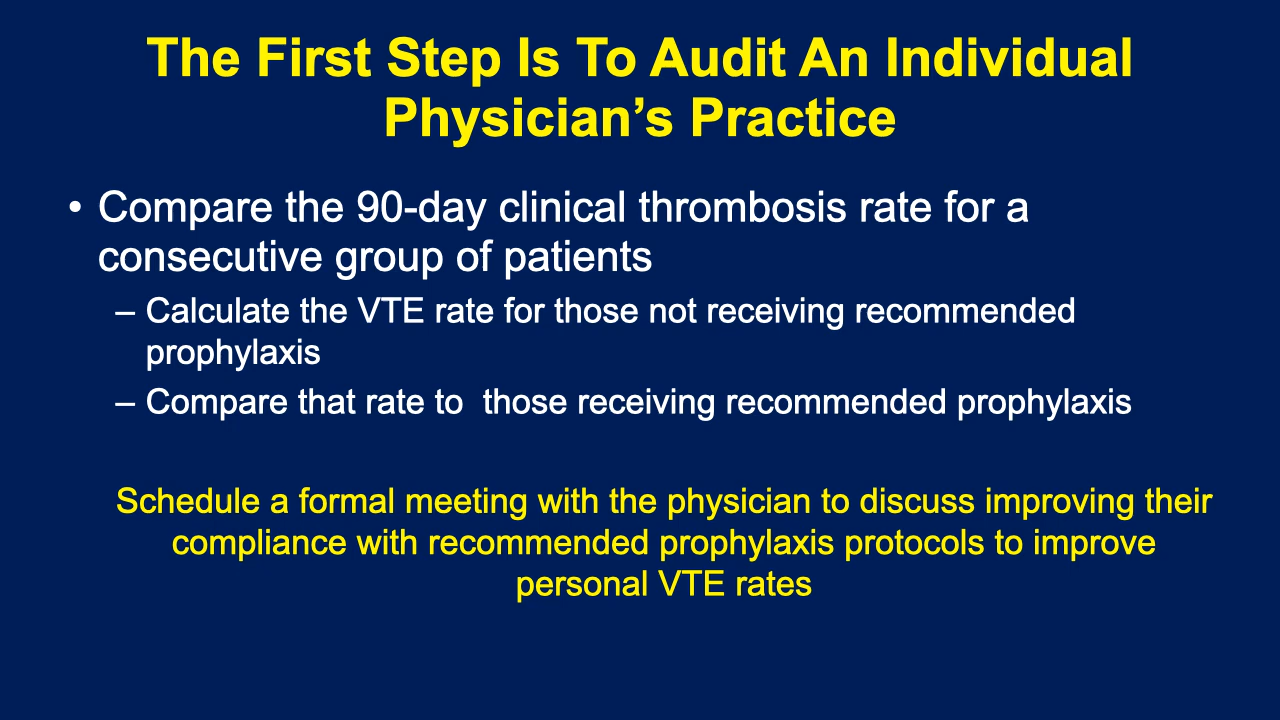 The First Step Is To Audit An Individual
Physician’s Practice
• Compare the 90-day clinical thrombosis rate for a
consecutive group of patients
– Calculate the VTE rate for those not receiving recommended
prophylaxis
– Compare that rate to  those receiving recommended prophylaxis
Schedule a formal meeting with the physician to discuss improving their
compliance with recommended prophylaxis protocols to improve
personal VTE rates